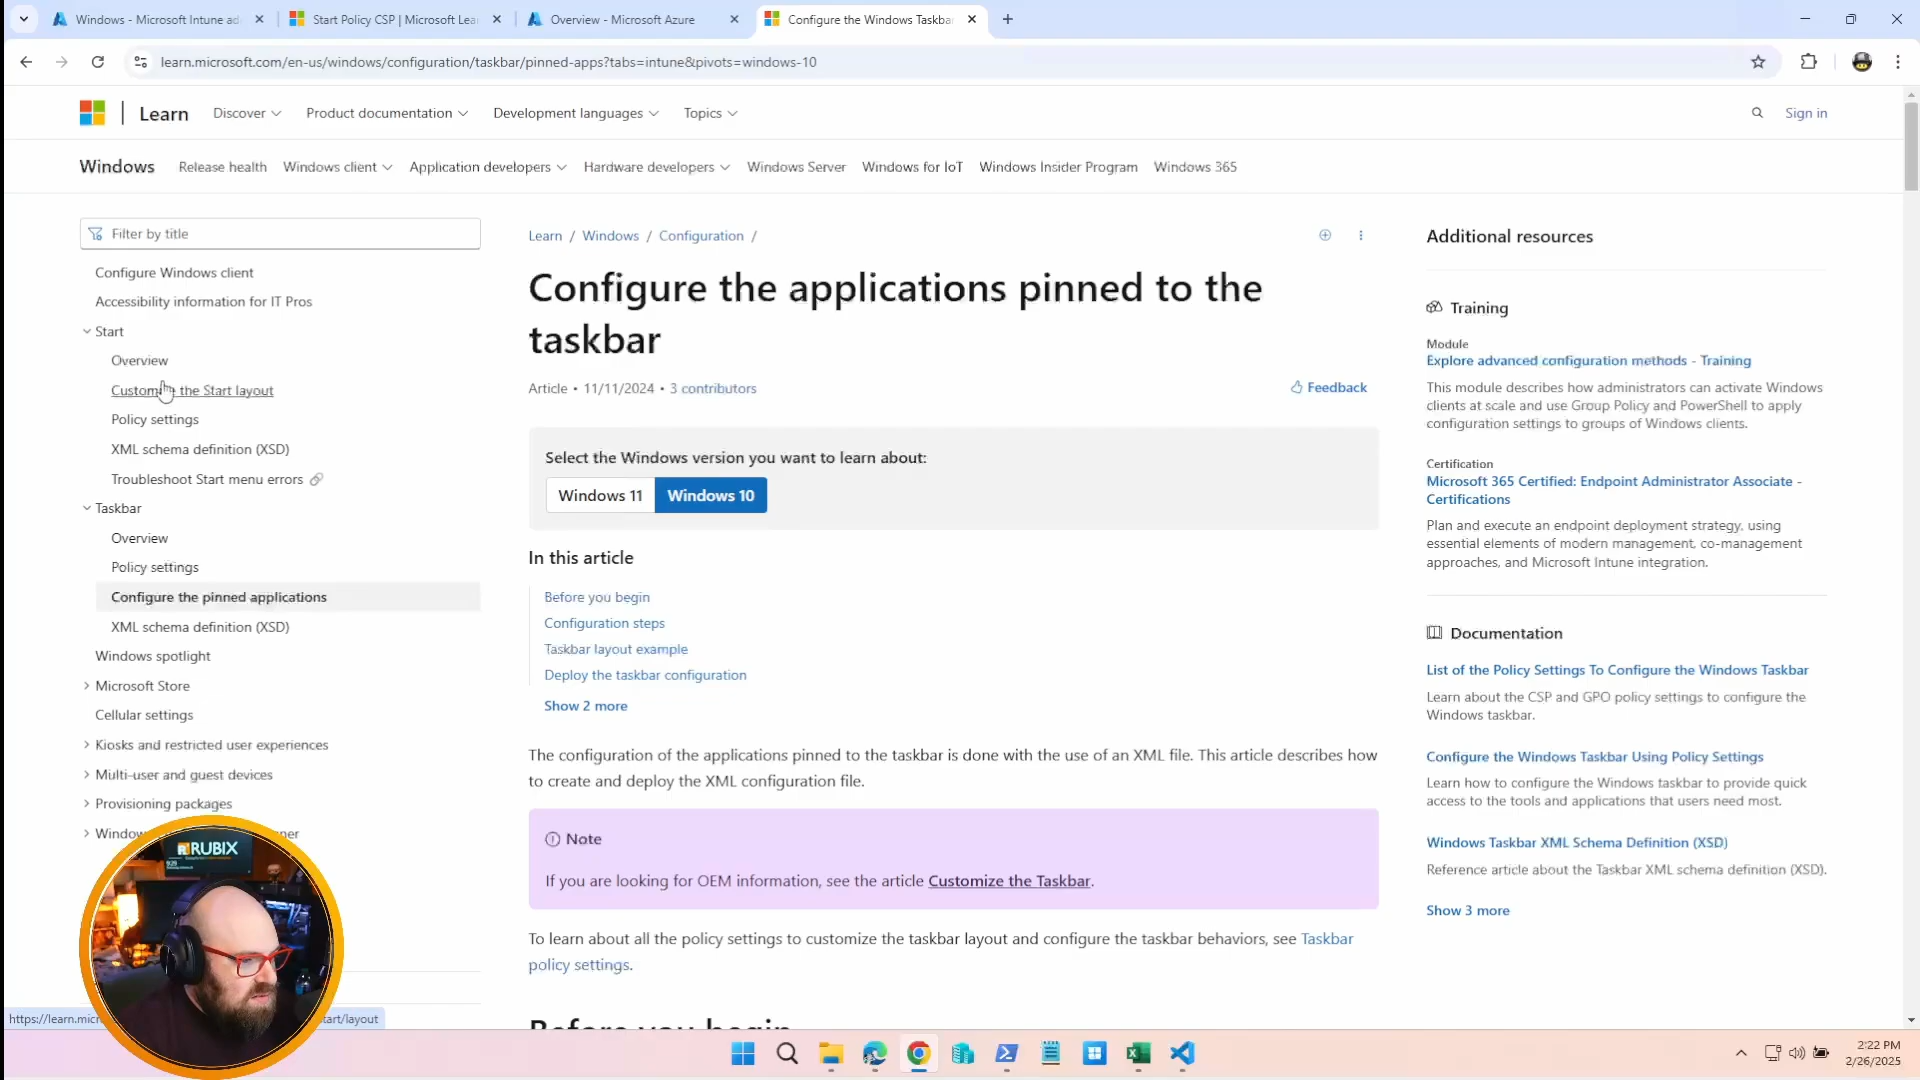 Windows - Microsoft Intune ad
Start Policy CSP | Microsoft Lea
Overview - Microsoft Azure
Configure the Windows Taskba
learn.microsoft.com/en-us/windows/configuration/taskbar/pinned-apps?tabs=intune&pivots=windows-10
Learn
Discover
Product documentation
Development languages
Topics
Sign in
Windows
Release health
Windows client
Application developers
Hardware developers
Windows Server
Windows for IoT
Windows Insider Program
Windows 365
Filter by title
Configure Windows client
Accessibility information for IT Pros
Start
Overview
Customize the Start layout
Policy settings
XML schema definition (XSD)
Troubleshoot Start menu errors
Taskbar
Overview
Policy settings
Configure the pinned applications
XML schema definition (XSD)
Windows spotlight
Microsoft Store
Cellular settings
Kiosks and restricted user experiences
Multi-user and guest devices
Provisioning packages
Learn / Windows / Configuration /
Configure the applications pinned to the
taskbar
Article • 11/11/2024 • 3 contributors
Feedback
Select the Windows version you want to learn about:
Windows 11
Windows 10
In this article
Before you begin
Configuration steps
Taskbar layout example
Deploy the taskbar configuration
Show 2 more
The configuration of the applications pinned to the taskbar is done with the use of an XML file. This article describes how
to create and deploy the XML configuration file.
Note
If you are looking for OEM information, see the article Customize the Taskbar.
To learn about all the policy settings to customize the taskbar layout and configure the taskbar behaviors, see Taskbar
policy settings.
Before you begin
Additional resources
Training
Module
Explore advanced configuration methods - Training
This module describes how administrators can activate Windows
clients at scale and use Group Policy and PowerShell to apply
configuration settings to groups of Windows clients.
Certification
Microsoft 365 Certified: Endpoint Administrator Associate -
Certifications
Plan and execute an endpoint deployment strategy, using
essential elements of modern management, co-management
approaches, and Microsoft Intune integration.
Documentation
List of the Policy Settings To Configure the Windows Taskbar
Learn about the CSP and GPO policy settings to configure the
Windows taskbar.
Configure the Windows Taskbar Using Policy Settings
Learn how to configure the Windows taskbar to provide quick
access to the tools and applications that users need most.
Windows Taskbar XML Schema Definition (XSD)
Reference article about the Taskbar XML schema definition (XSD).
Show 3 more
RUBIX
2:22 PM
2/26/2025